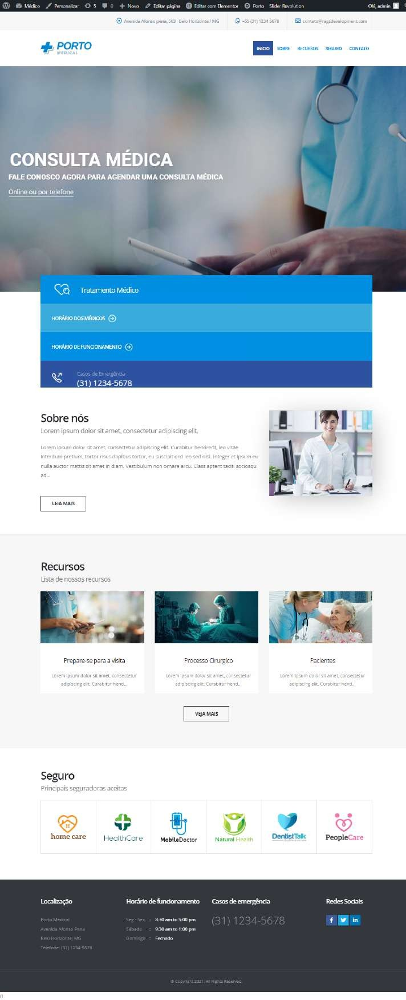 Médico Personalizar 5 0 Novo Editar página Editar com Elementor Porto Slider Revolution Olá, admin
Avenida Afonso pena, 563 - Belo Horizonte / MG +55 (31) 1234-5678 contato@ragsdevelopment.com
PORTO
MEDICAL
INICIO SOBRE RECURSOS SEGURO CONTATO
CONSULTA MÉDICA
FALE CONOSCO AGORA PARA AGENDAR UMA CONSULTA MÉDICA
Online ou por telefone
Tratamento Médico
HORÁRIO DOS MÉDICOS
HORÁRIO DE FUNCIONAMENTO
Casos de Emergência
(31) 1234-5678
Sobre nós
Lorem ipsum dolor sit amet, consectetur adipiscing elit.
Lorem ipsum dolor sit amet, consectetur adipiscing elit. Curabitur hendrerit, leo vitae
interdum pretium, tortor risus dapibus tortor, eu suscipit orci leo sed nisl. Integer et ipsum eu
nulla auctor mattis sit amet in diam. Vestibulum non ornare arcu. Class aptent taciti sociosqu
ad...
LEIA MAIS
Recursos
Lista de nossos recursos
Prepare-se para a visita
Lorem ipsum dolor sit amet, consectetur
adipiscing elit. Curabitur hend...
Processo Cirurgico
Lorem ipsum dolor sit amet, consectetur
adipiscing elit. Curabitur hend...
Pacientes
Lorem ipsum dolor sit amet, consectetur
adipiscing elit. Curabitur hend...
VEJA MAIS
Seguro
Principais seguradoras aceitas
home care
HealthCare
MobileDoctor
Natural Health
DentistTalk
PeopleCare
Localização
Porto Medical
Avenida Afonso Pena
Belo Horizonte, MG
Telefone: (31) 1234-5678
Horário de funcionamento
Seg - Sex : 8:30 am to 5:00 pm
Sábado : 9:30 am to 1:00 pm
Domingo : Fechado
Casos de emergência
(31) 1234-5678
Redes Sociais
© Copyright 2021. All Rights Reserved.
0